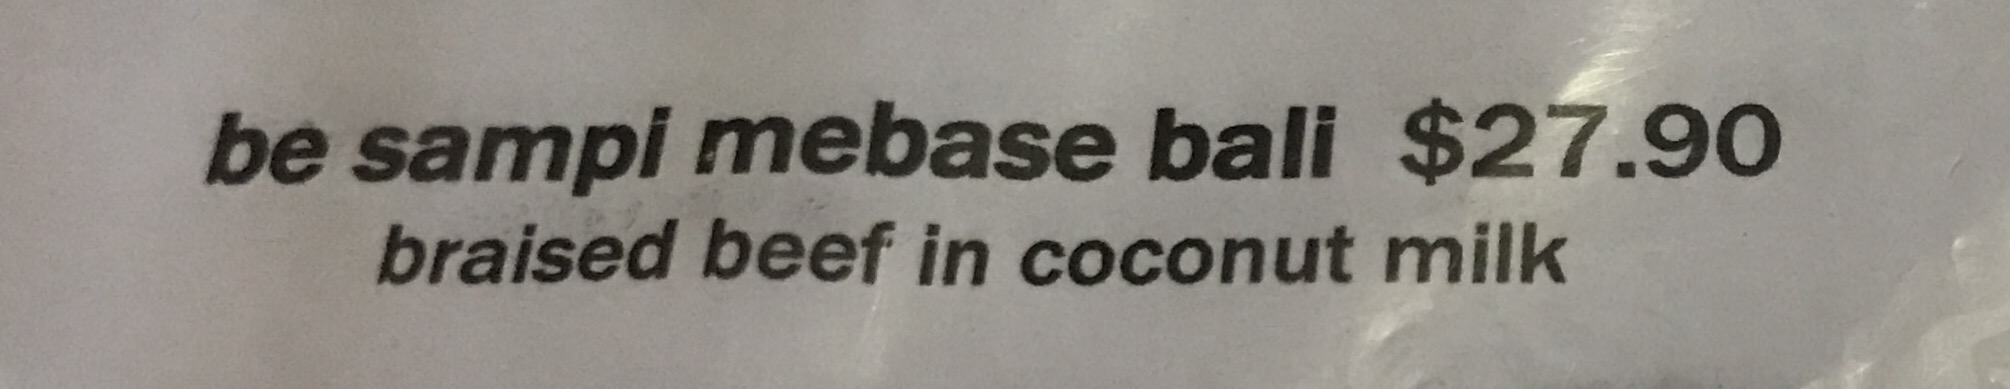 be sampi mebase bali $27.90
braised beef in coconut milk